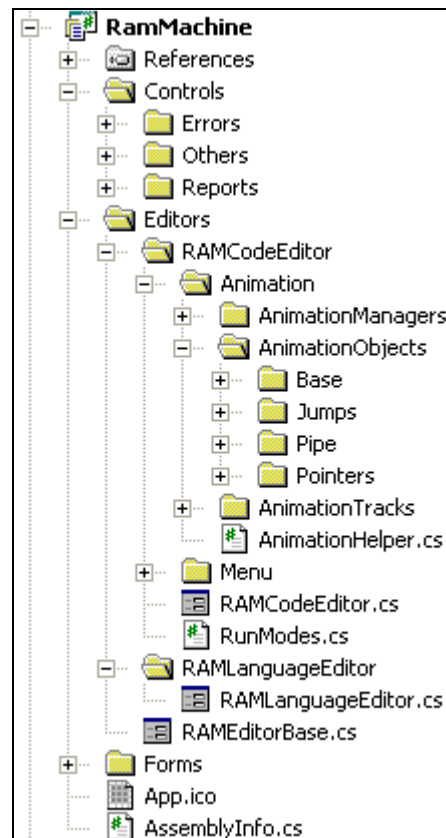 RamMachine
References
Controls
Errors
Others
Reports
Editors
RAMCodeEditor
Animation
AnimationManagers
AnimationObjects
Base
Jumps
Pipe
Pointers
AnimationTracks
AnimationHelper.cs
Menu
RAMCodeEditor.cs
RunModes.cs
RAMLanguageEditor
RAMLanguageEditor.cs
RAMEditorBase.cs
Forms
App.ico
AssemblyInfo.cs